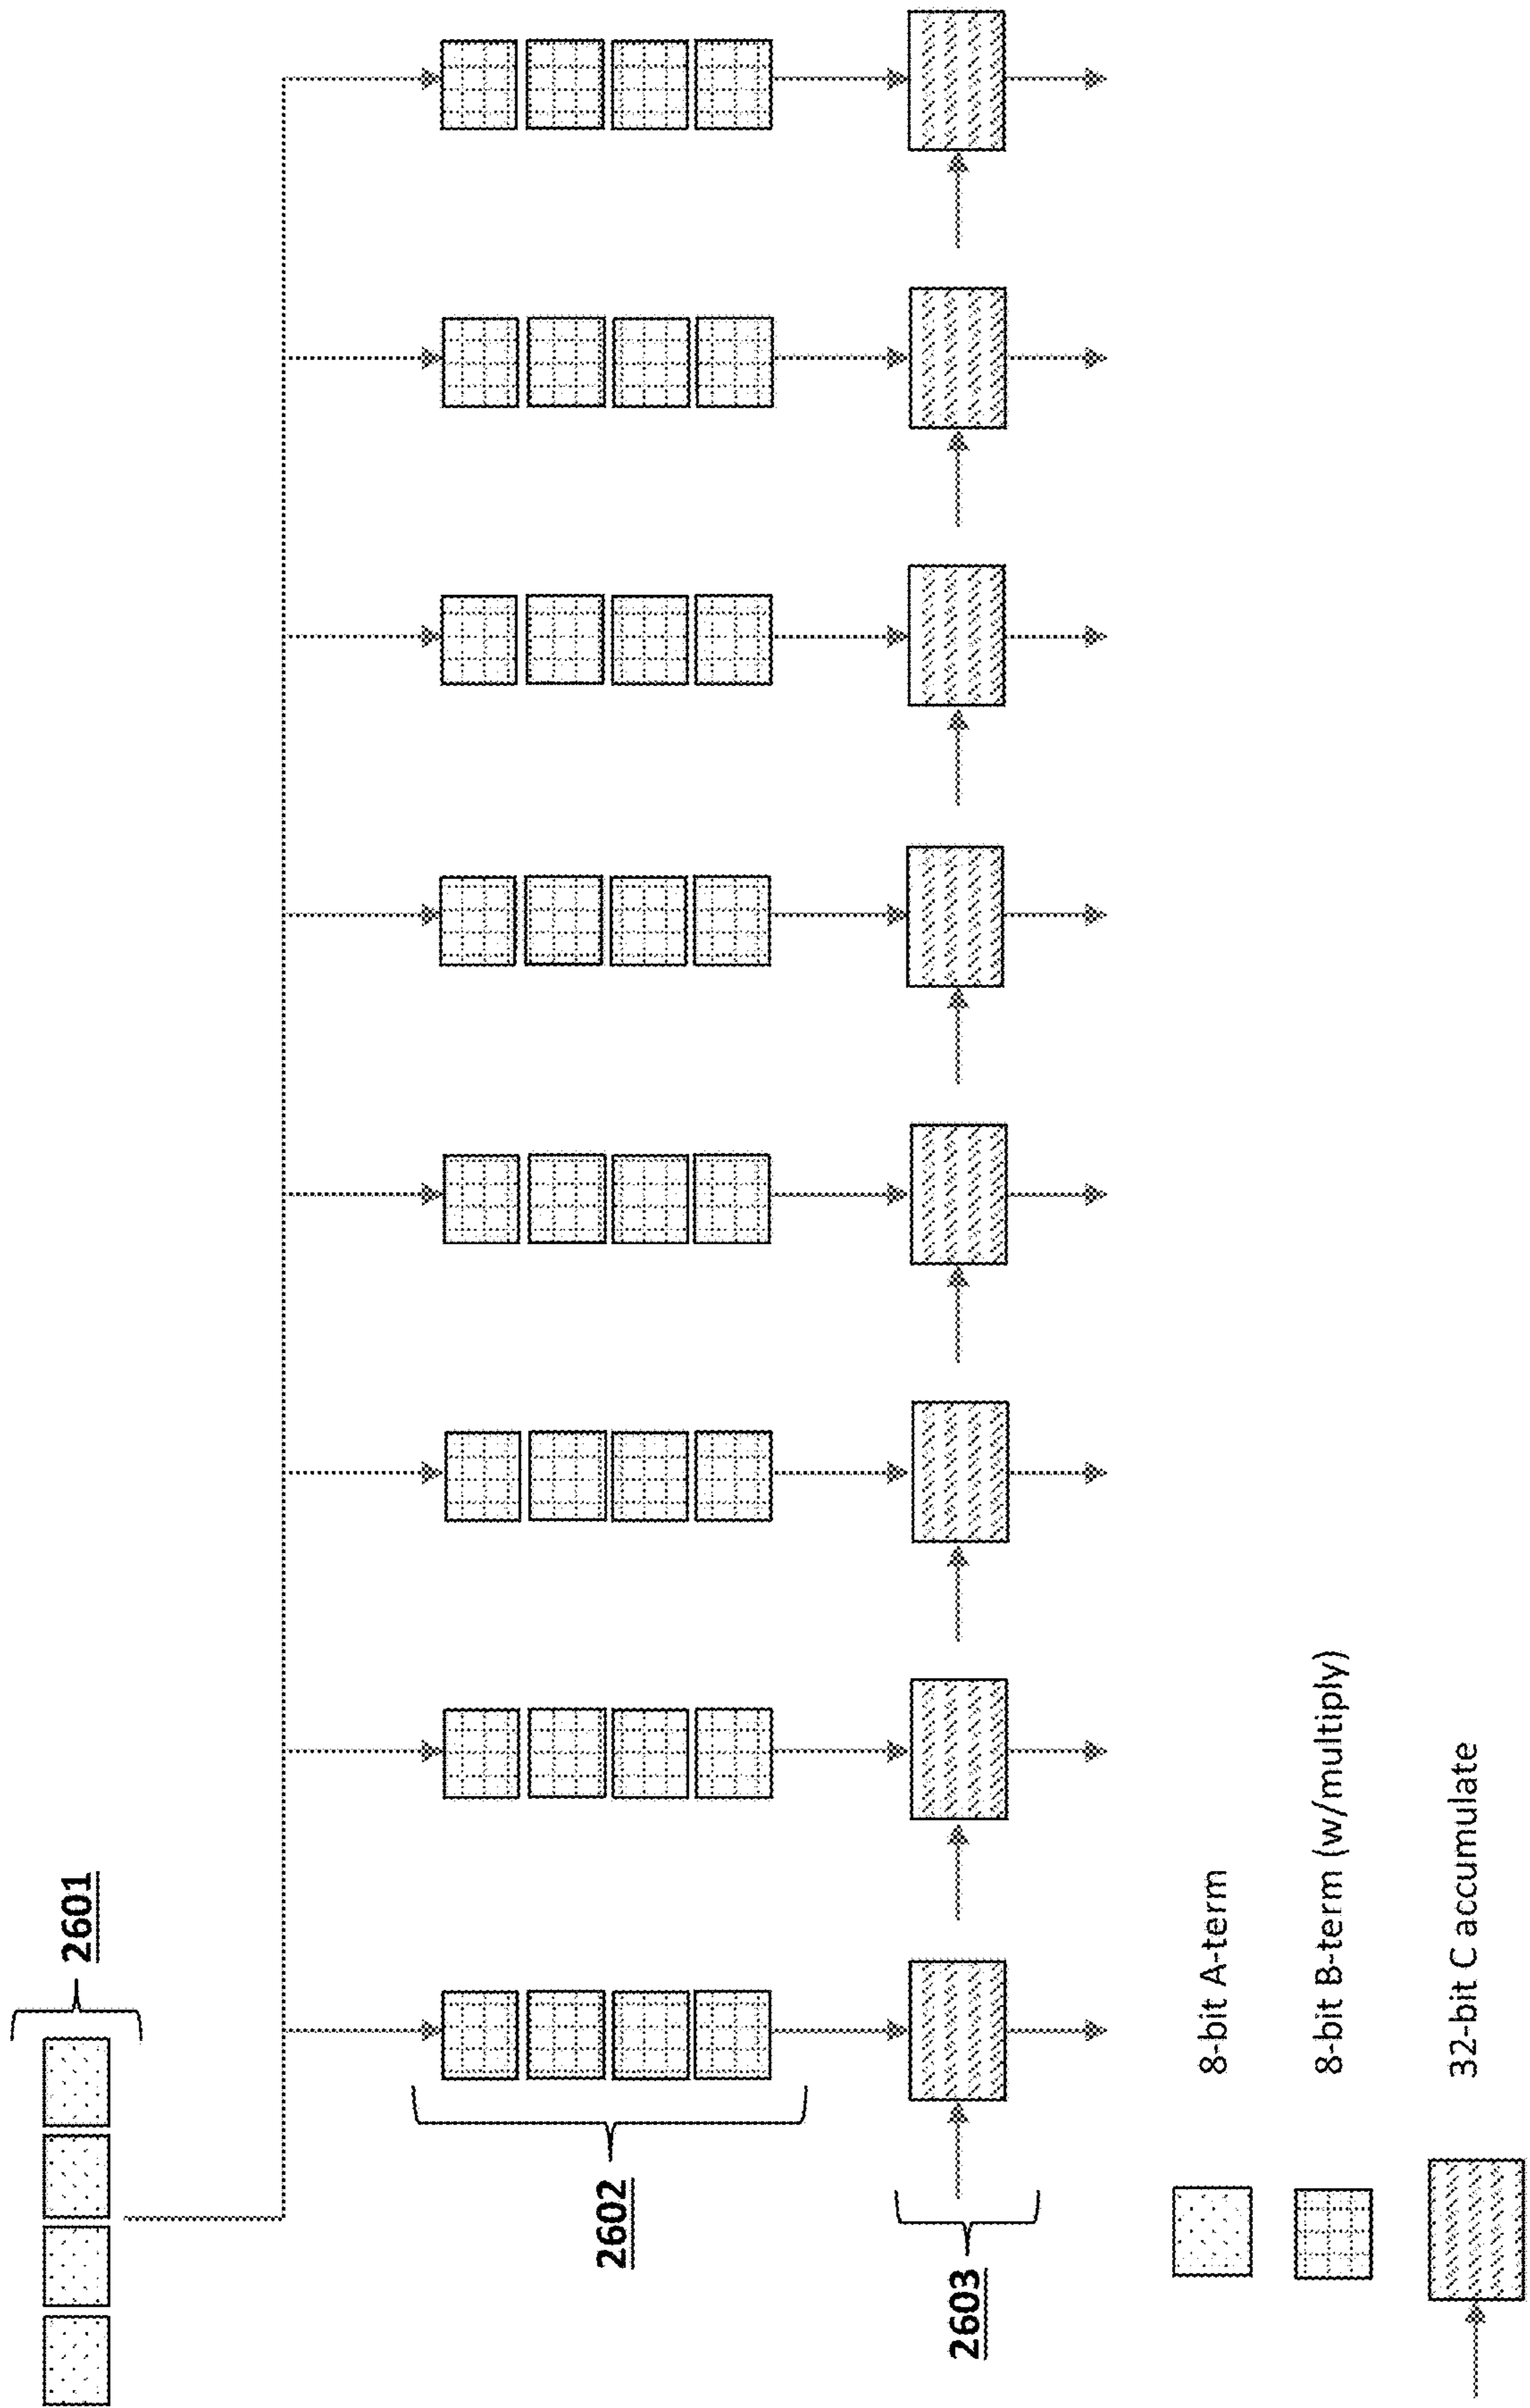 2601
2602
2603
8-bit A-term
8-bit B-term (w/multiply)
32-bit C accumulate